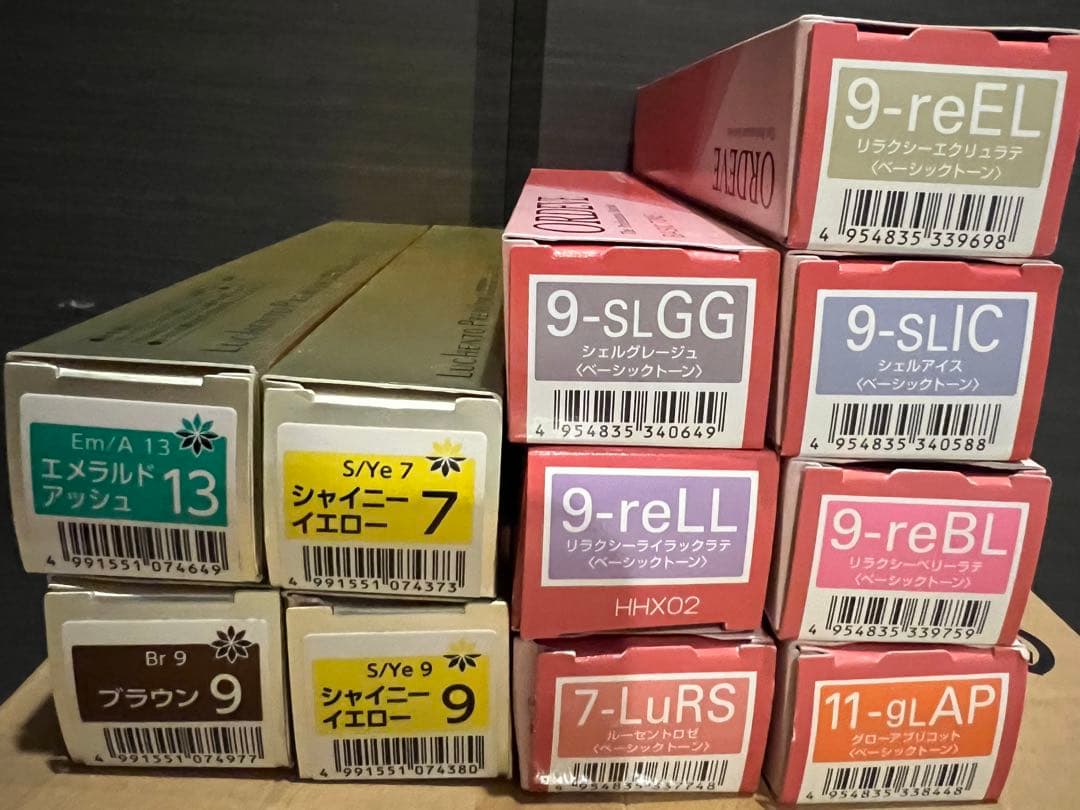 LUCHENTO PREMIUM
Em/A 13
エメラルド
アッシュ
13
4 991551 074649
LUCHENTO PREMIUM
S/Ye 7
シャイニー
イエロー
7
4 991551 074373
Br 9
ブラウン 9
4 991551 074977
S/Ye 9
シャイニー
イエロー
9
4 991551 074380
ORDEVE
9-SLGG
シェルグレージュ
〈ベーシックトーン〉
4 954835 340649
9-reLL
リラクシーライラックラテ
〈ベーシックトーン〉
HHX02
7-LuRS
ルーセントロゼ
〈ベーシックトーン〉
4 954835 337748
ORDEVE
9-reEL
リラクシーエクリュラテ
〈ベーシックトーン〉
4 954835 339698
9-SLIC
シェルアイス
〈ベーシックトーン〉
4 954835 340588
9-reBL
リラクシーベリーラテ
〈ベーシックトーン〉
4 954835 339759
11-gLAP
グローアプリコット
〈ベーシックトーン〉
4 954835 338448